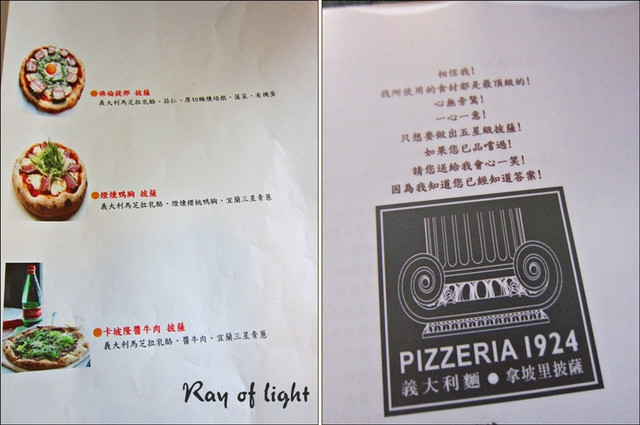 佛倫提那 披薩
義大利馬芝拉乳酪、蒜仁、厚切醃燻培根、菠菜、有機蛋
煙燻鴨胸 披薩
義大利馬芝拉乳酪、煙燻櫻桃鴨胸、宜蘭三星青蔥
卡坡隆醬牛肉 披薩
義大利馬芝拉乳酪、醬牛肉、宜蘭三星青蔥
Ray of light
相信我!
我所使用的食材都是最頂級的!
心無旁騖!
一心一意!
只想要做出五星級披薩!
如果您已品嚐過!
請您送給我會心一笑!
因為我知道您已經知道答案!
PIZZERIA 1924
義大利麵●拿坡里披薩